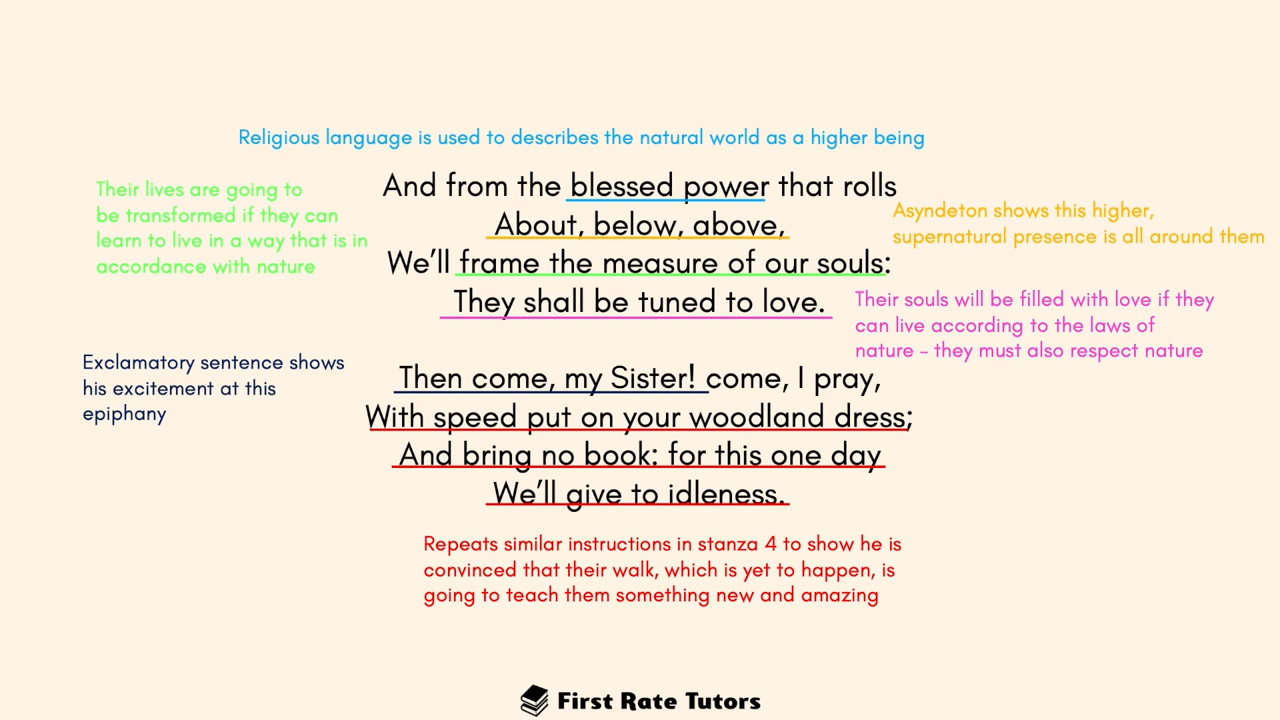 Religious language is used to describes the natural world as a higher being
Their lives are going to
be transformed if they can
learn to live in a way that is in
accordance with nature
And from the blessed power that rolls
About, below, above,
We'll frame the measure of our souls:
They shall be tuned to love.
Asyndeton shows this higher,
supernatural presence is all around them
Their souls will be filled with love if they
can live according to the laws of
nature – they must also respect nature
Exclamatory sentence shows
his excitement at this
epiphany
Then come, my Sister! come, I pray,
With speed put on your woodland dress;
And bring no book: for this one day
We'll give to idleness.
Repeats similar instructions in stanza 4 to show he is
convinced that their walk, which is yet to happen, is
going to teach them something new and amazing
First Rate Tutors